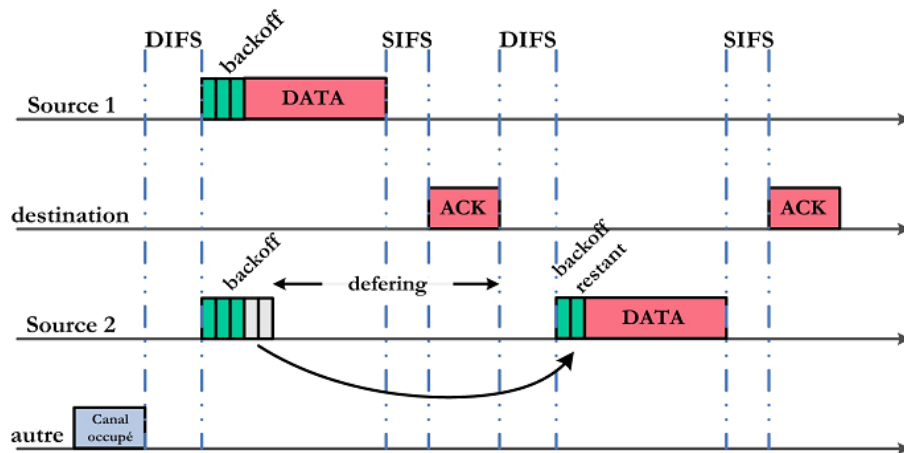 DIFS
backoff
SIFS
DIFS
SIFS
Source 1
DATA
destination
ACK
ACK
backoff
defering
backoff
restant
Source 2
DATA
autre
Canal
occupé